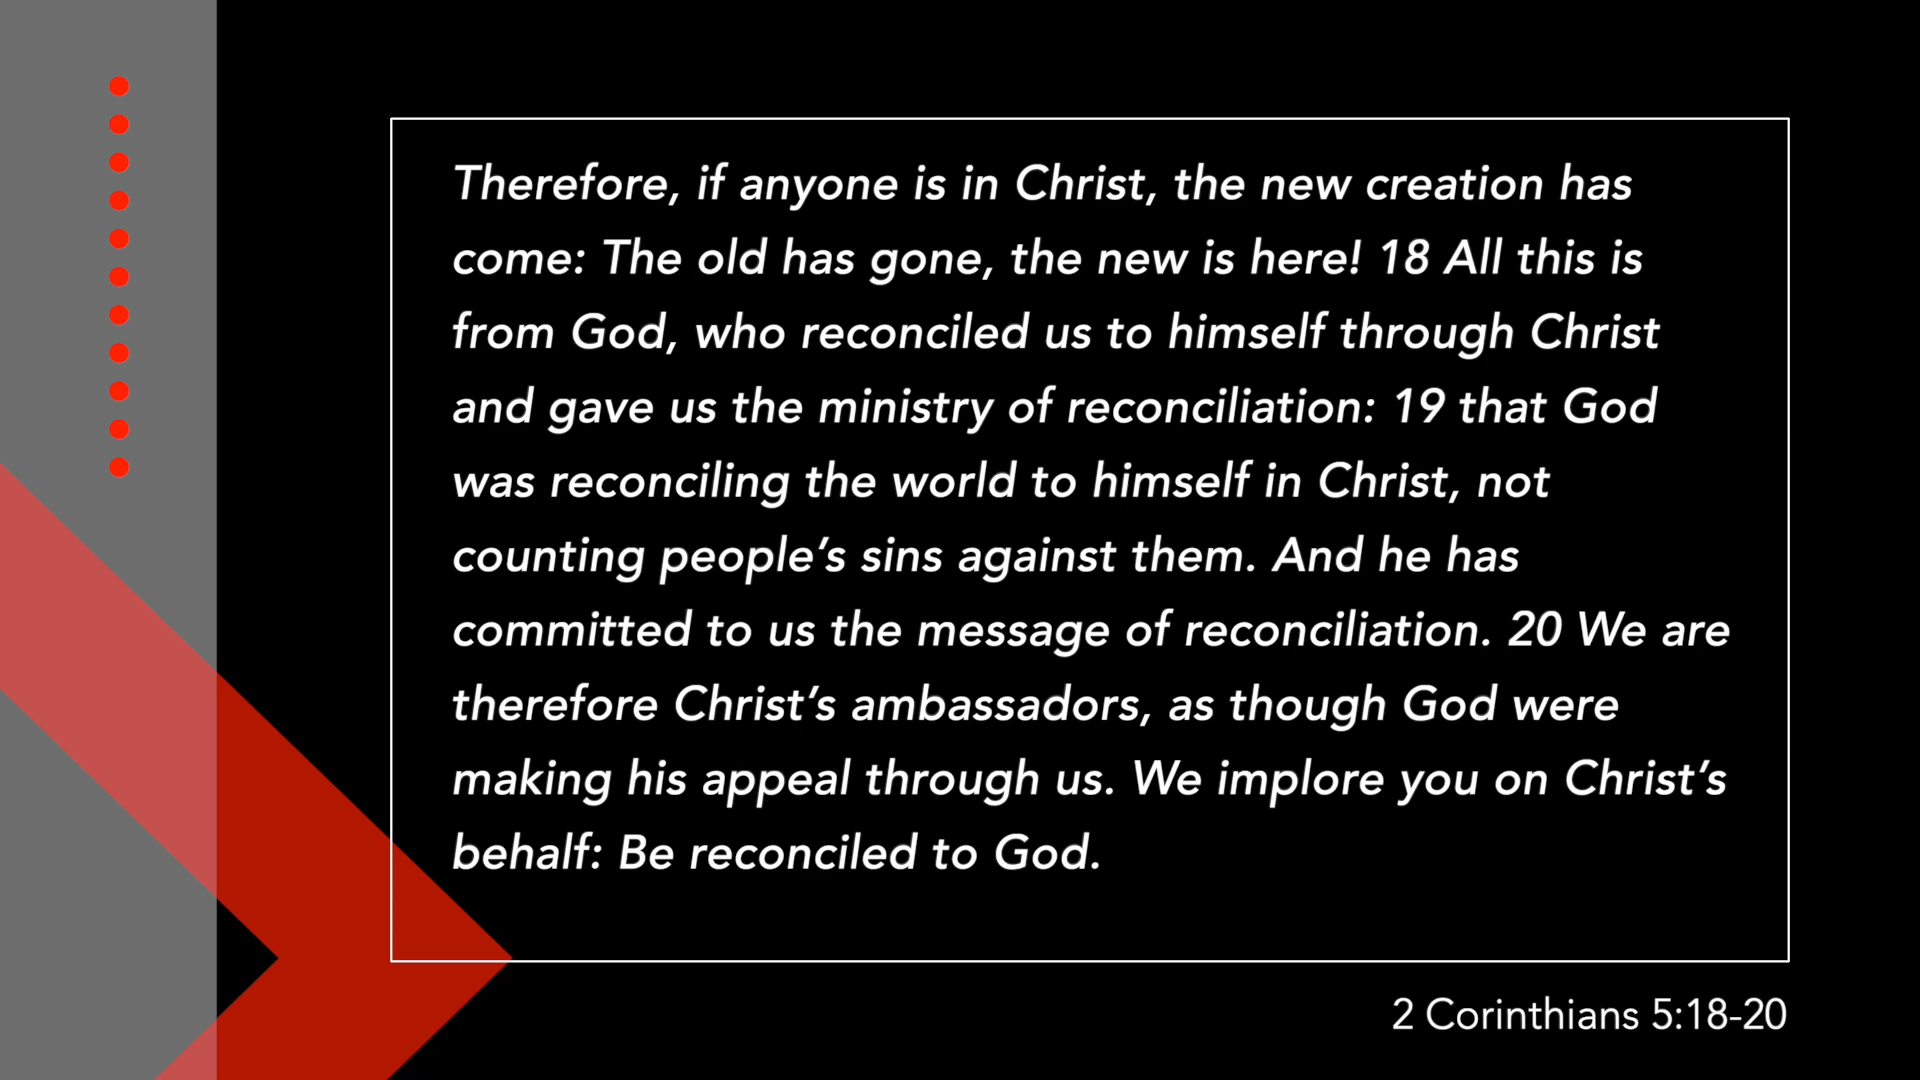 Therefore, if anyone is in Christ, the new creation has
come: The old has gone, the new is here! 18 All this is
from God, who reconciled us to himself through Christ
and gave us the ministry of reconciliation: 19 that God
was reconciling the world to himself in Christ, not
counting people’s sins against them. And he has
committed to us the message of reconciliation. 20 We are
therefore Christ’s ambassadors, as though God were
making his appeal through us. We implore you on Christ’s
behalf: Be reconciled to God.
2 Corinthians 5:18-20